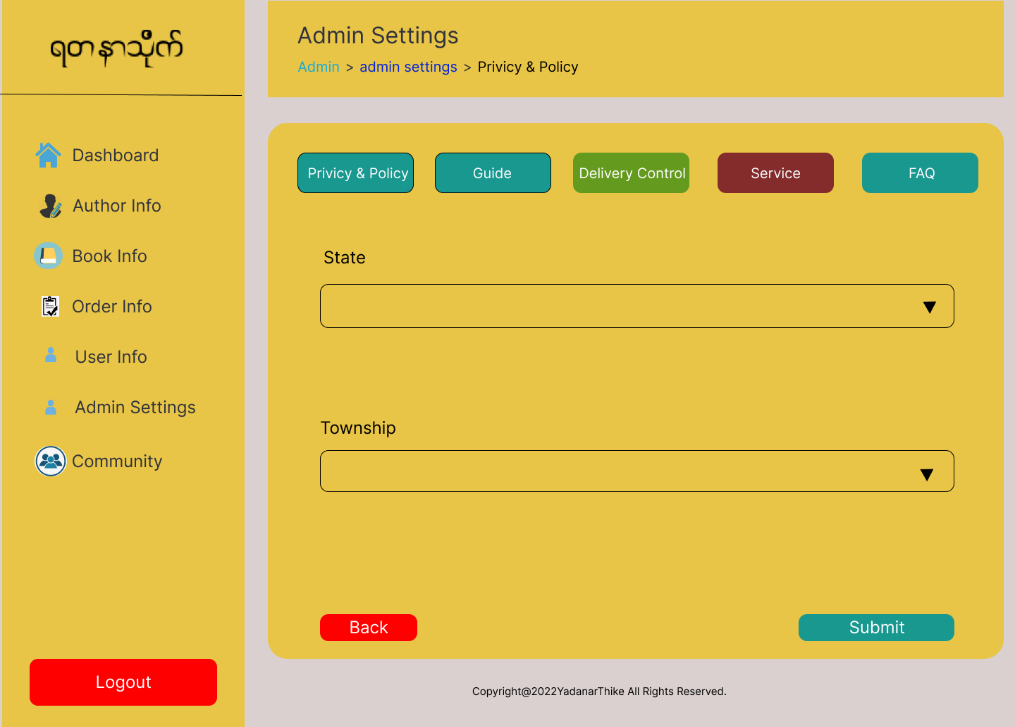 ရတနာသိုက်
Dashboard
Author Info
Book Info
Order Info
User Info
Admin Settings
Community
Logout
Admin Settings
Admin > admin settings > Privicy & Policy
Privicy & Policy
Guide
Delivery Control
Service
FAQ
State
Township
Back
Submit
Copyright@2022YadanarThike All Rights Reserved.